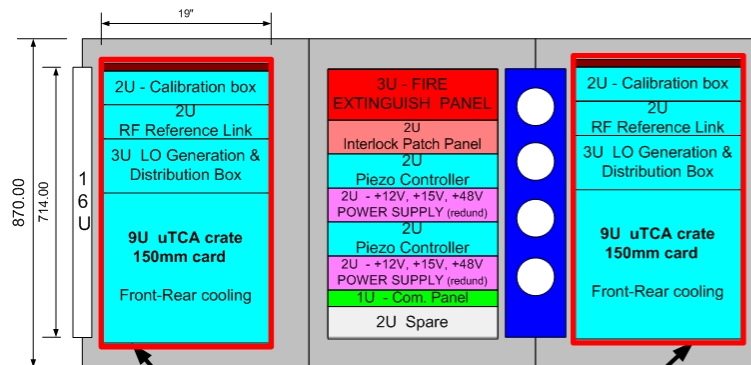 19"
870.00
714.00
16U
2U - Calibration box
2U
RF Reference Link
3U LO Generation &
Distribution Box
9U uTCA crate
150mm card
Front-Rear cooling
3U - FIRE
EXTINGUISH PANEL
2U
Interlock Patch Panel
2U
Piezo Controller
2U - +12V, +15V, +48V
POWER SUPPLY (redund)
2U
Piezo Controller
2U - +12V, +15V, +48V
POWER SUPPLY (redund)
1U - Com. Panel
2U Spare
2U - Calibration box
2U
RF Reference Link
3U LO Generation &
Distribution Box
9U uTCA crate
150mm card
Front-Rear cooling